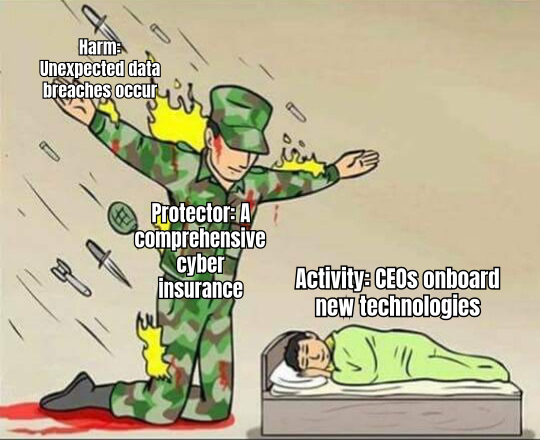 Harm:
Unexpected data
breaches occur
Protector: A
comprehensive
cyber
insurance
Activity: CEOs onboard
new technologies